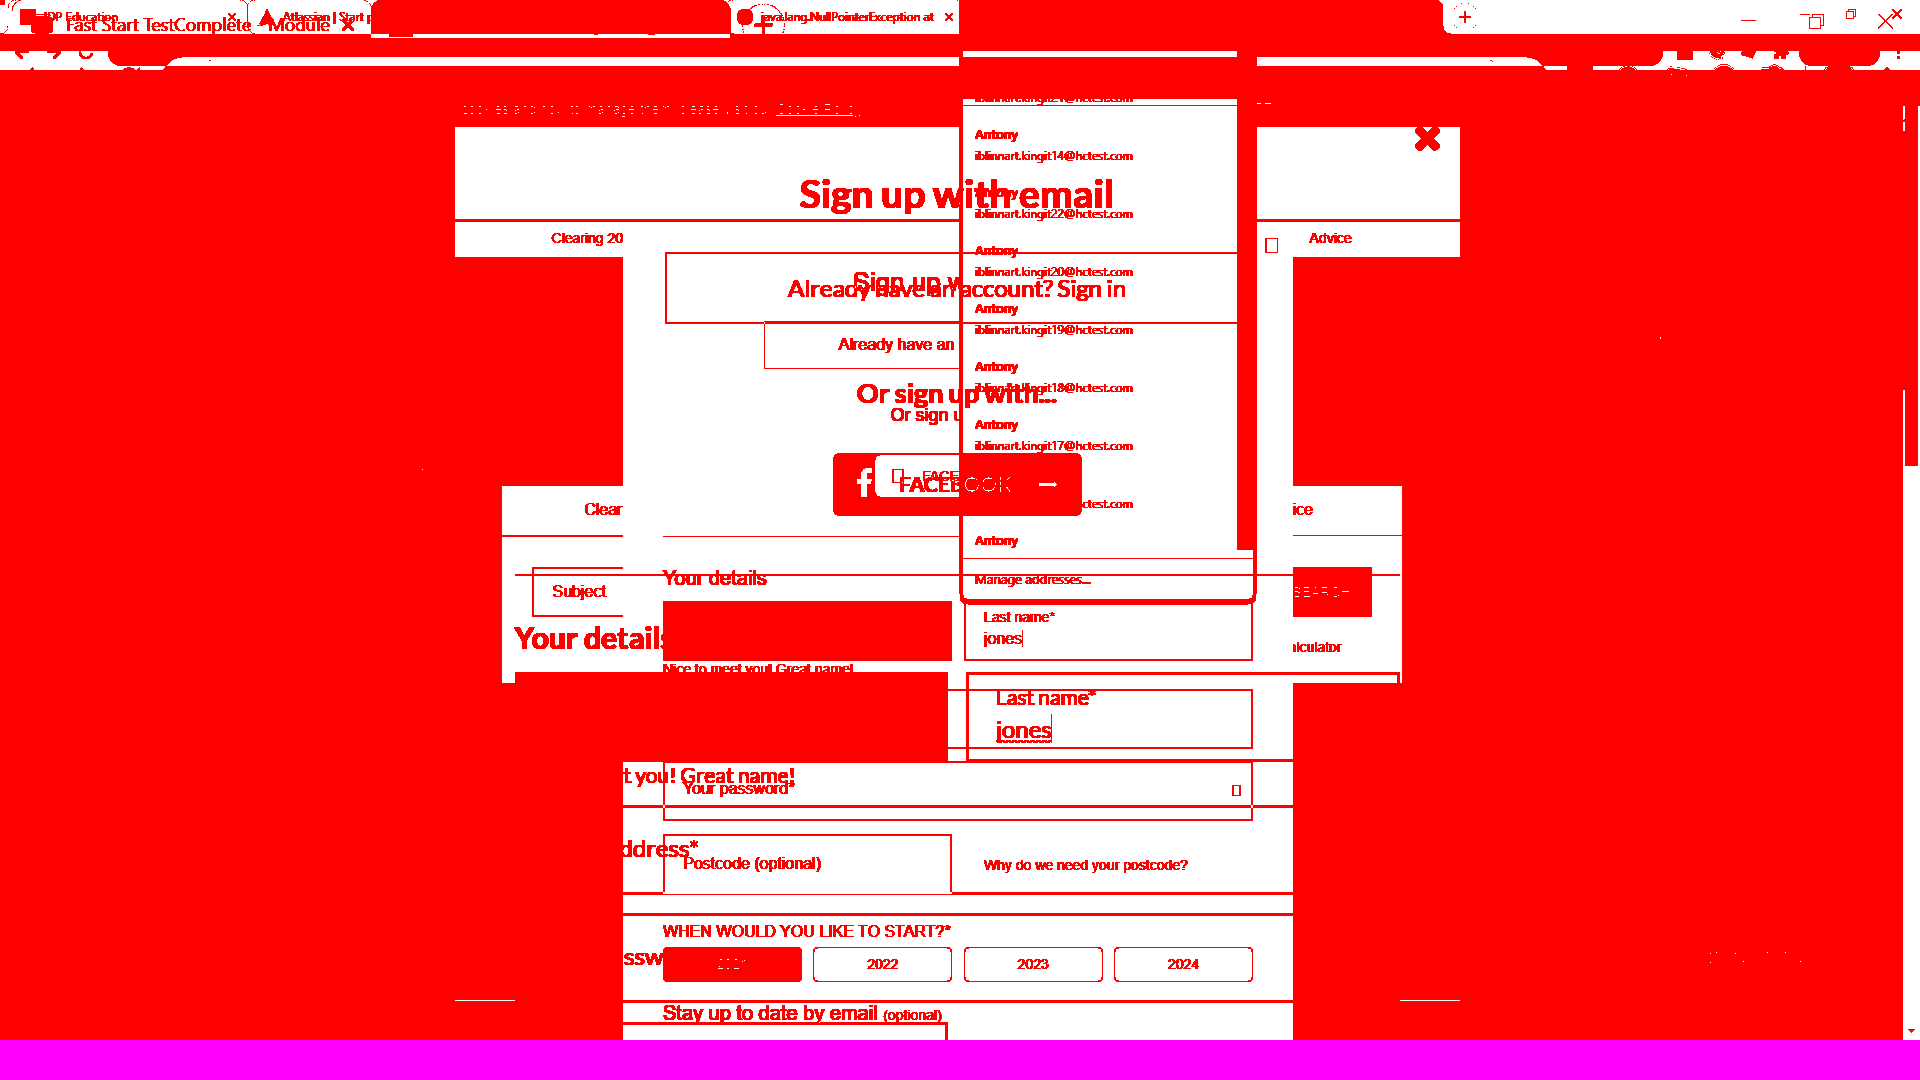 IDP Education
Atlassian | Start p
java.lang.NullPointerException at
Fast Start TestComplete
Module
Antony
iblinnart.kingit14@hctest.com
Sign up with email
iblinnart.kingit22@hctest.com
Clearing 20
Advice
Antony
iblinnart.kingit20@hctest.com
Sign up w
Already have an account? Sign in
Antony
iblinnart.kingit19@hctest.com
Already have an
Antony
iblinnart.kingit18@hctest.com
Or sign up with...
Or sign u
Antony
iblinnart.kingit17@hctest.com
FACEBOOK
ctest.com
Clear
ice
Antony
Your details
Manage addresses...
Subject
SEARCH
Last name*
jones
Your details
lculator
Nice to meet you! Great name!
Last name*
jones
t you! Great name!
Your password*
ddress*
Postcode (optional)
Why do we need your postcode?
WHEN WOULD YOU LIKE TO START?*
ssw
2021
2022
2023
2024
Stay up to date by email (optional)